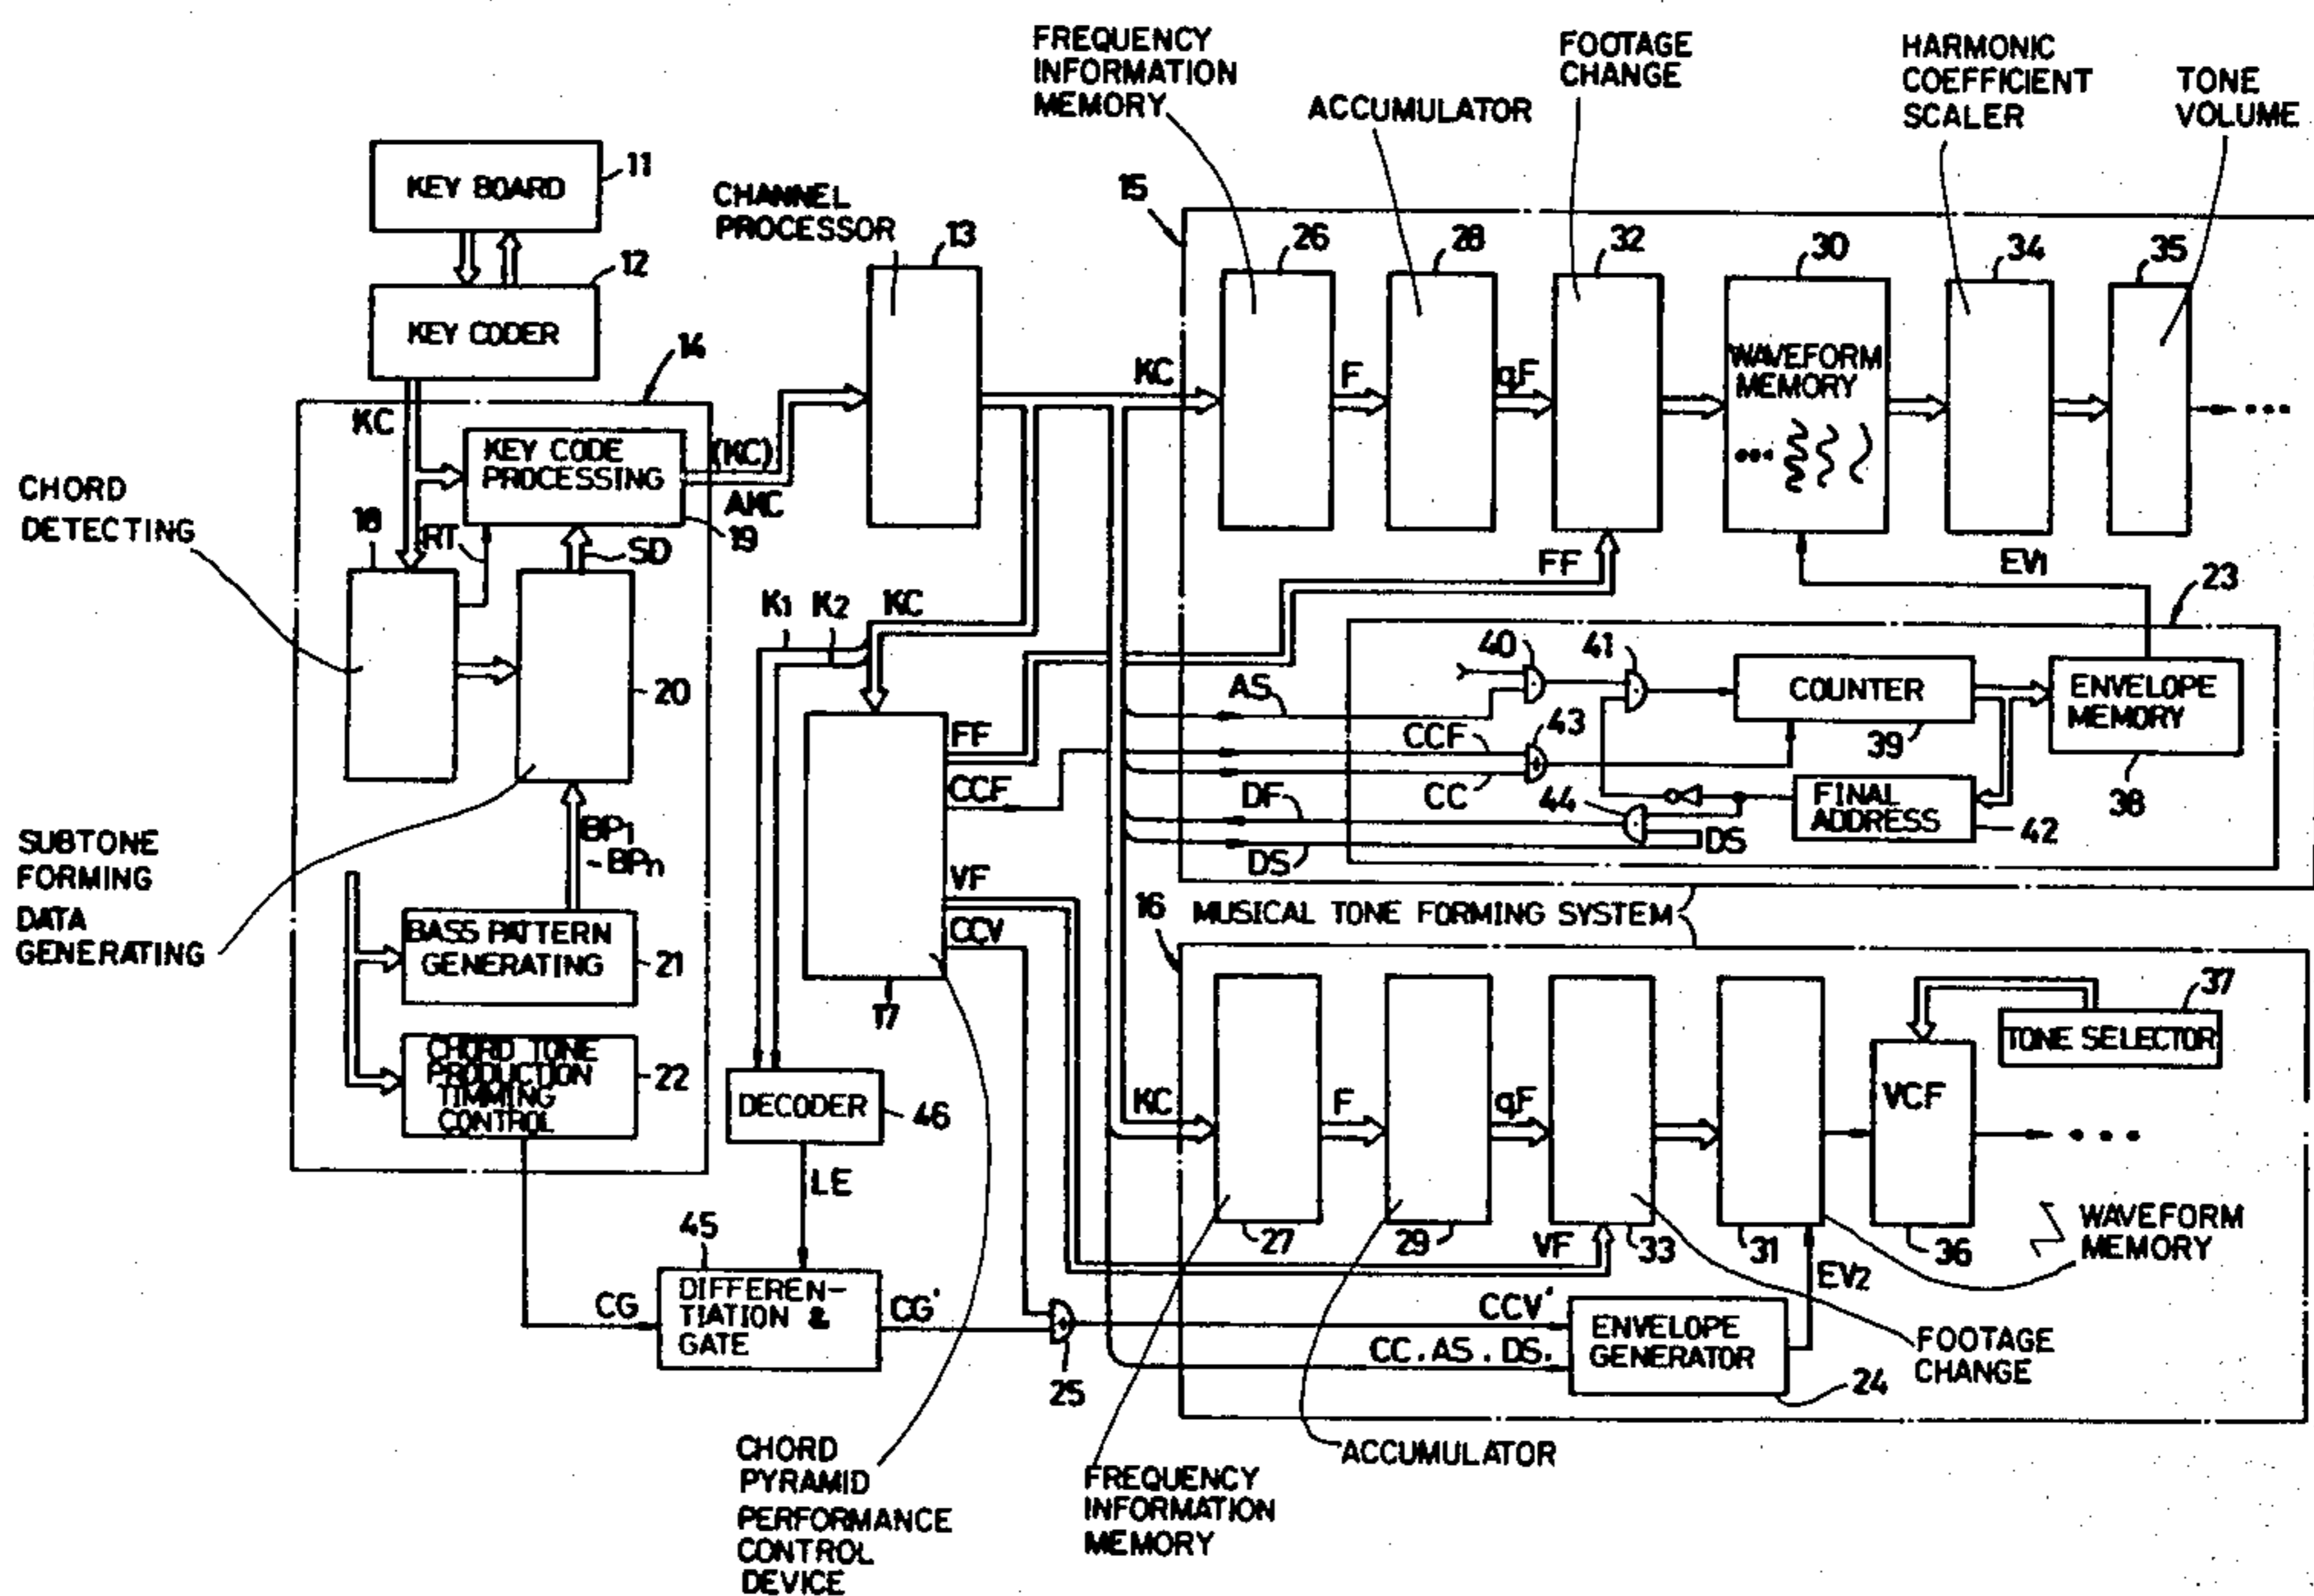 FREQUENCY
INFORMATION
MEMORY
ACCUMULATOR
FOOTAGE
CHANGE
HARMONIC
COEFFICIENT
SCALER
TONE
VOLUME
KEY BOARD
11
12
KEY CODER
CHANNEL
PROCESSOR
13
14
15
26
28
32
30
34
35
KC
KEY CODE
PROCESSING
(KC)
AKC
19
KC
F
qF
WAVEFORM
MEMORY
CHORD
DETECTING
18
RT
SD
20
FF
EV1
23
K1
K2
KC
40
41
AS
COUNTER
39
ENVELOPE
MEMORY
38
43
CCF
CC
DF
44
DS
DS
FINAL
ADDRESS
42
FF
CCF
VF
CCV
17
SUBTONE
FORMING
DATA
GENERATING
BP1
-BPn
BASS PATTERN
GENERATING
21
CHORD TONE
PRODUCTION
TIMMING
CONTROL
22
16
MUSICAL TONE FORMING SYSTEM
37
TONE SELECTOR
VCF
DECODER
46
KC
F
qF
LE
45
27
29
VF
33
31
36
WAVEFORM
MEMORY
EV2
CG
DIFFEREN-
TIATION &
GATE
CG'
25
CCV'
CC.AS.DS.
ENVELOPE
GENERATOR
24
FOOTAGE
CHANGE
CHORD
PYRAMID
PERFORMANCE
CONTROL
DEVICE
FREQUENCY
INFORMATION
MEMORY
ACCUMULATOR